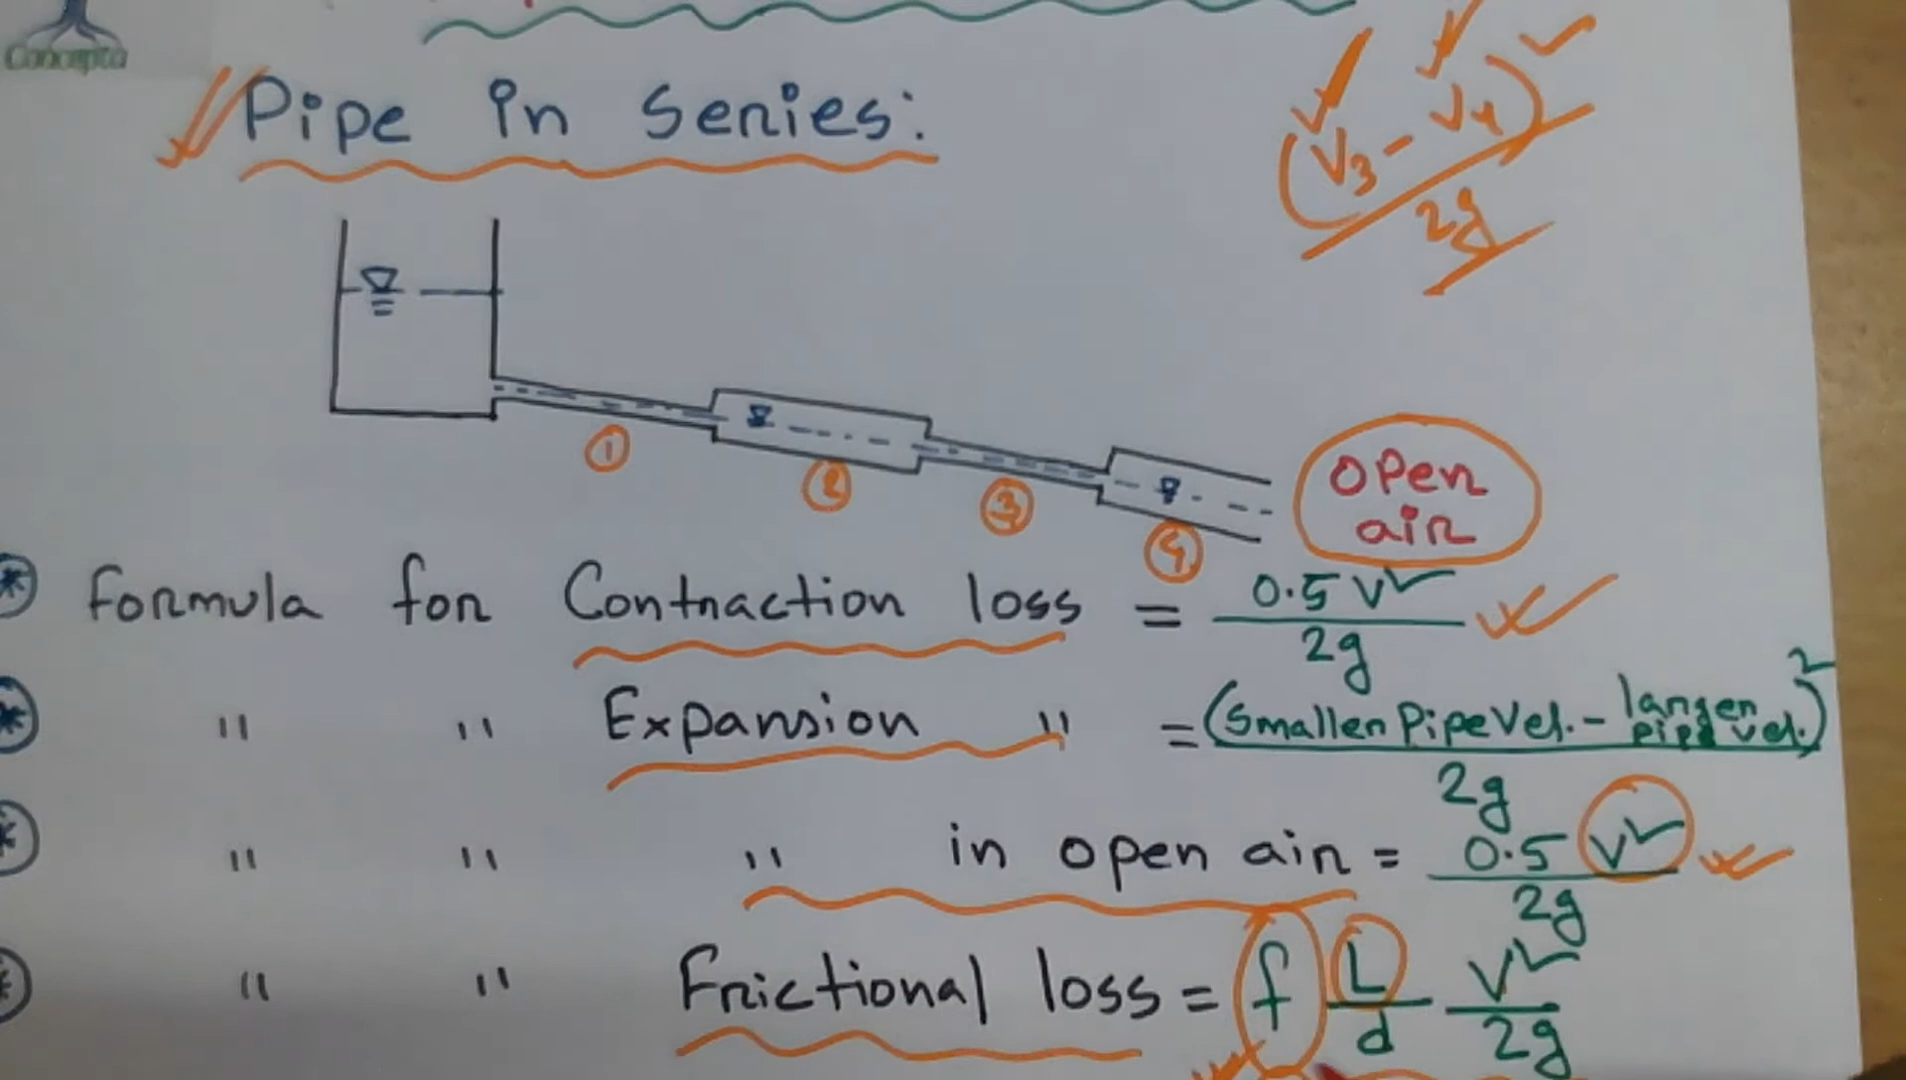 Concepta
Pipe in Series:
(V3 - V4)
2g
①
②
③
④
Open
air
Formula for Contraction loss = 0.5 V² / 2g
" " Expansion " = (Smaller Pipe Vel. - larger pipe vel.)² / 2g
" " " in open air = 0.5 V² / 2g
" " Frictional loss = f L/d V²/2g